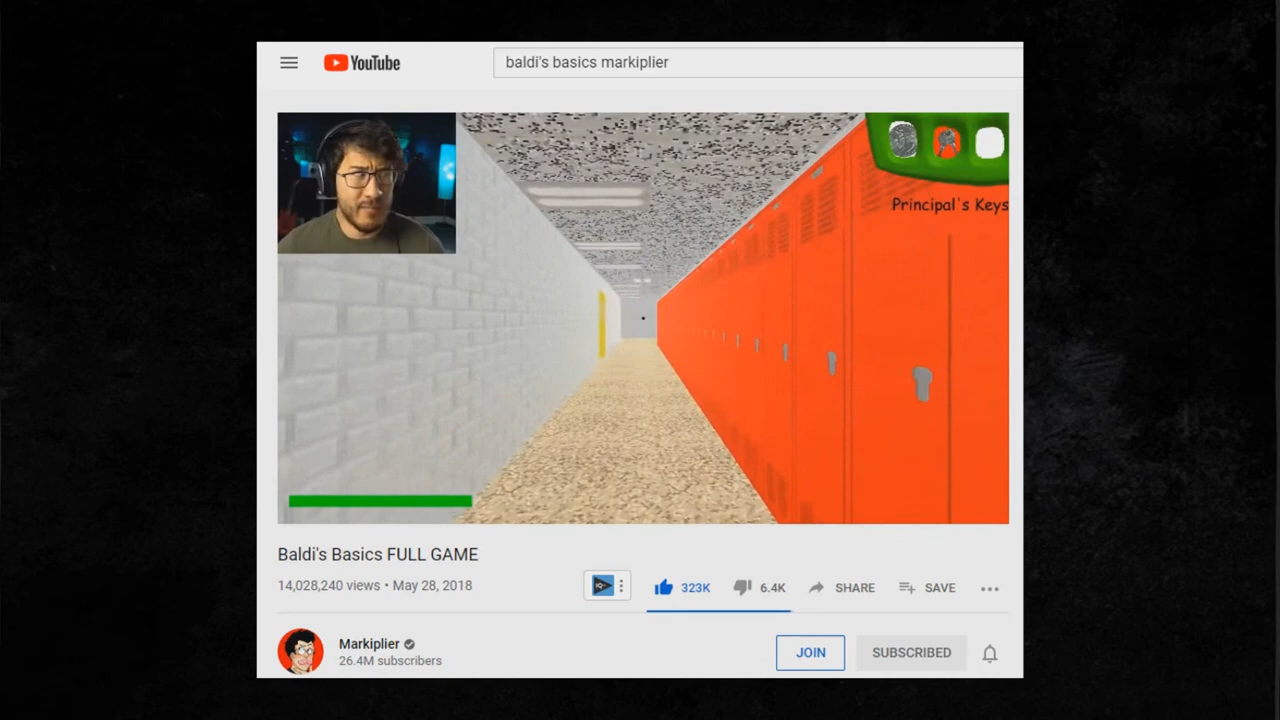 YouTube
baldi's basics markiplier
Principal's Keys
Baldi's Basics FULL GAME
14,028,240 views • May 28, 2018
323K
6.4K
SHARE
SAVE
Markiplier
26.4M subscribers
JOIN
SUBSCRIBED